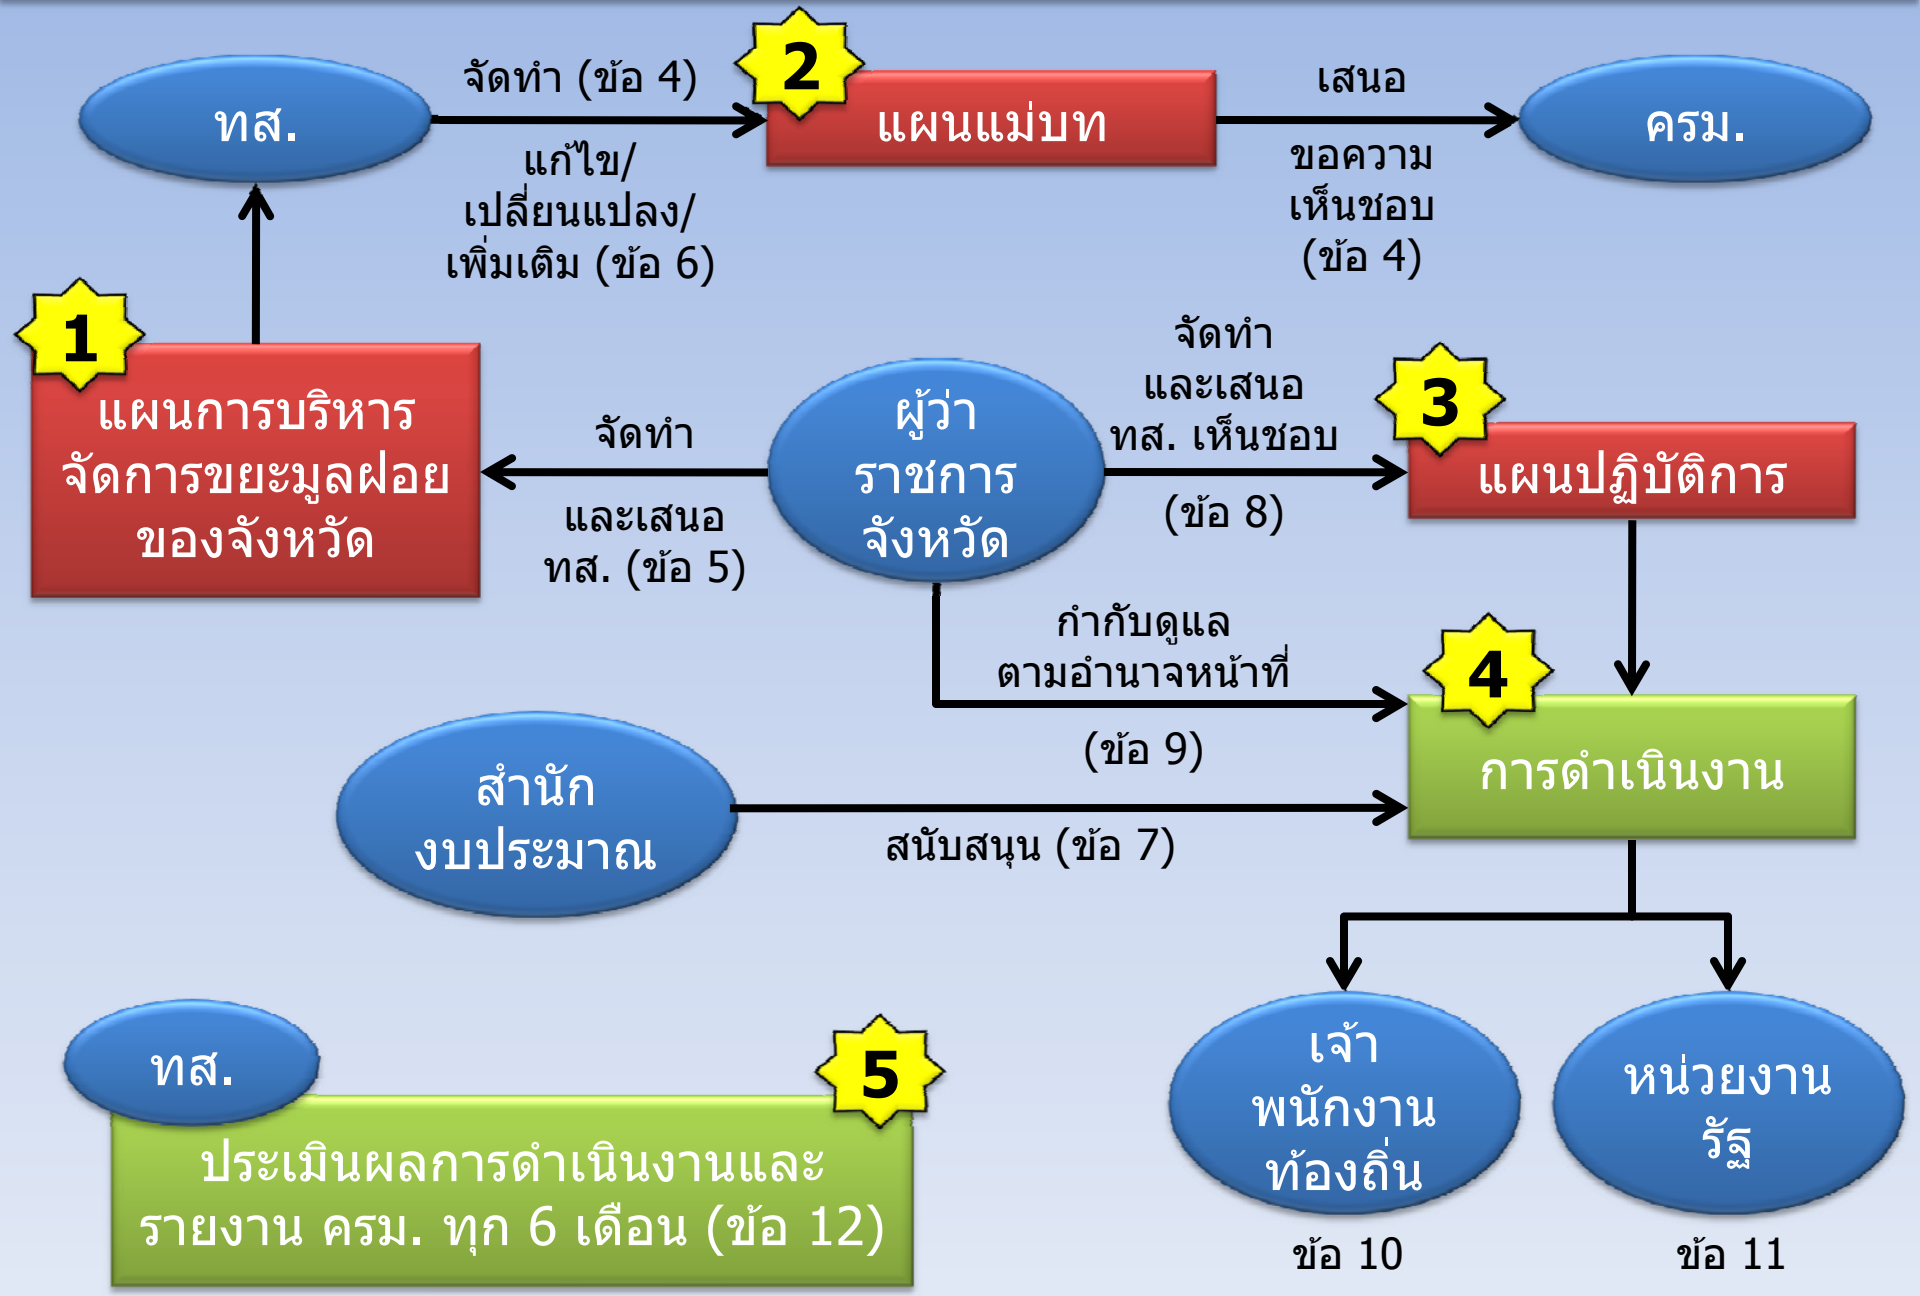 ทส.
จัดทำ (ข้อ 4)
แก้ไข/
เปลี่ยนแปลง/
เพิ่มเติม (ข้อ 6)
2
แผนแม่บท
เสนอ
ขอความ
เห็นชอบ
(ข้อ 4)
ครม.
1
แผนการบริหาร
จัดการขยะมูลฝอย
ของจังหวัด
จัดทำ
และเสนอ
ทส. (ข้อ 5)
ผู้ว่า
ราชการ
จังหวัด
จัดทำ
และเสนอ
ทส. เห็นชอบ
(ข้อ 8)
3
แผนปฏิบัติการ
กำกับดูแล
ตามอำนาจหน้าที่
(ข้อ 9)
4
การดำเนินงาน
สำนัก
งบประมาณ
สนับสนุน (ข้อ 7)
ทส.
5
ประเมินผลการดำเนินงานและ
รายงาน ครม. ทุก 6 เดือน (ข้อ 12)
เจ้า
พนักงาน
ท้องถิ่น
ข้อ 10
หน่วยงาน
รัฐ
ข้อ 11